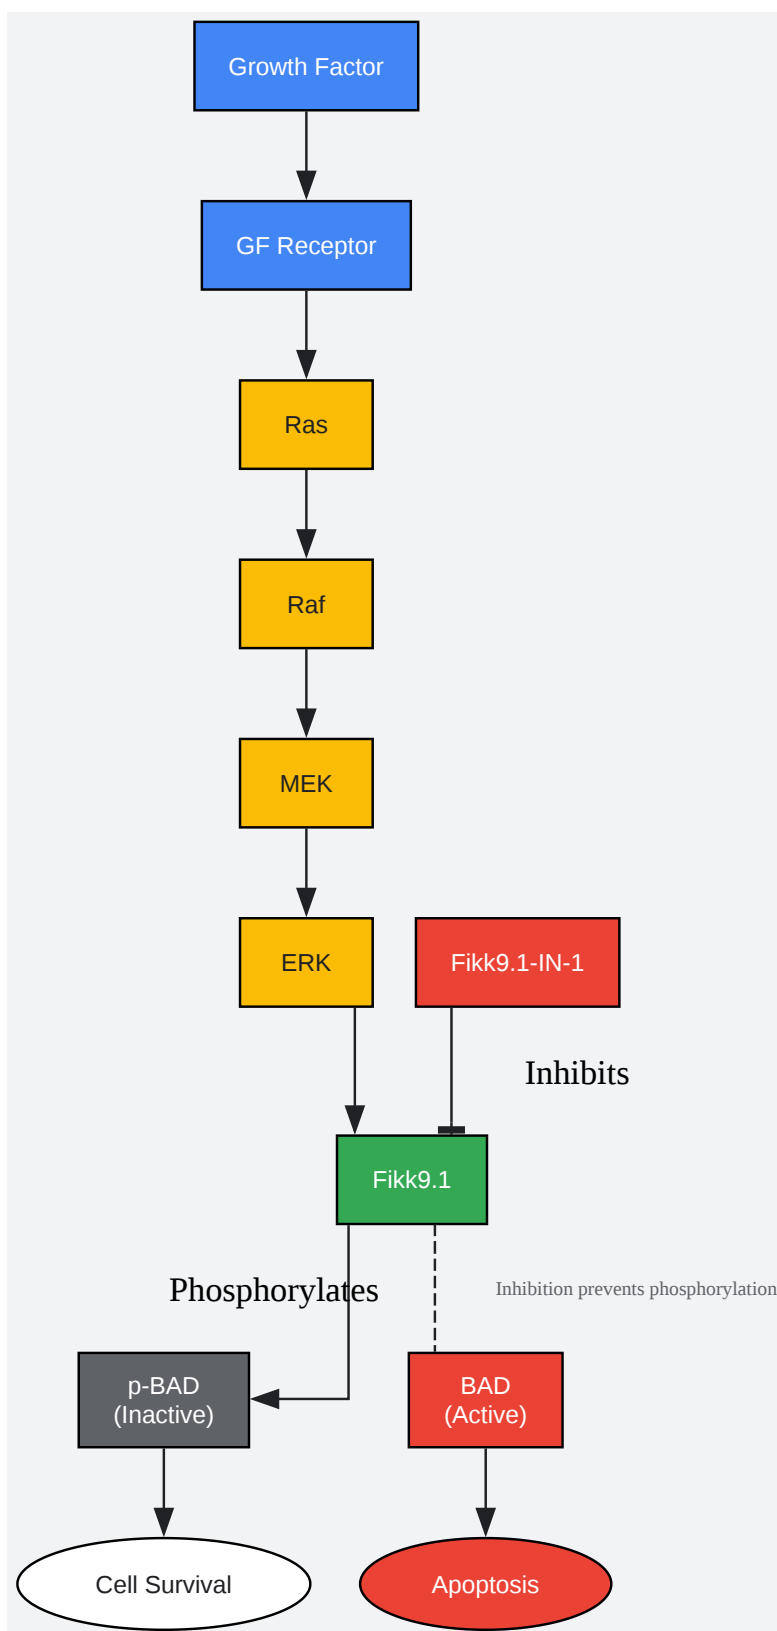 Growth Factor
GF Receptor
Ras
Raf
MEK
ERK
Fikk9.1-IN-1
Inhibits
Fikk9.1
Phosphorylates
Inhibition prevents phosphorylation
p-BAD
(Inactive)
BAD
(Active)
Cell Survival
Apoptosis